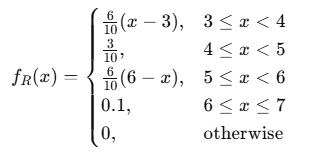 f_R(x) = { 6/10 (x − 3), 3 ≤ x < 4
3/10, 4 ≤ x < 5
6/10 (6 − x), 5 ≤ x < 6
0.1, 6 ≤ x ≤ 7
0, otherwise